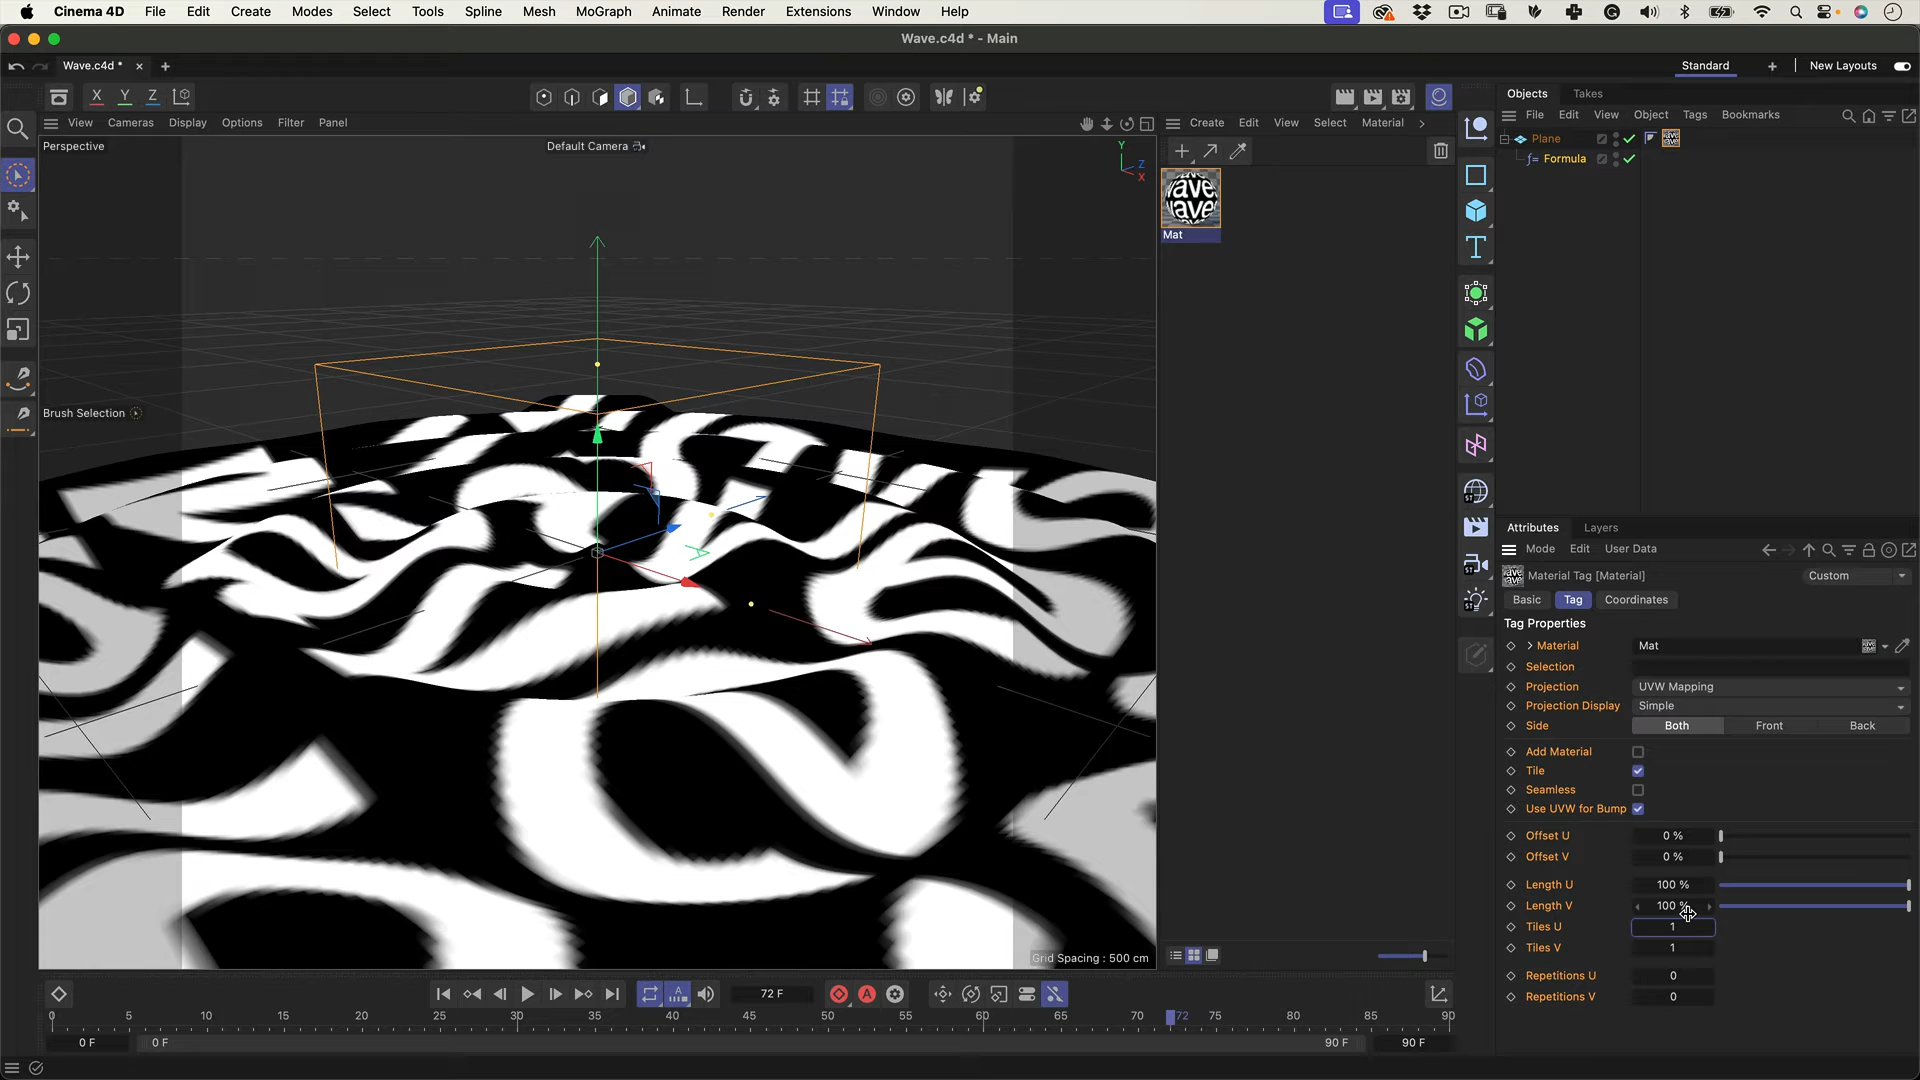 Cinema 4D File Edit Create Modes Select Tools Spline Mesh MoGraph Animate Render Extensions Window Help
Wave.c4d * - Main
Wave.c4d * × + Standard + New Layouts
X Y Z
View Cameras Display Options Filter Panel
Create Edit View Select Material
Objects Takes
File Edit View Object Tags Bookmarks
Perspective
Default Camera
Y
Z
X
Plane
Formula
Mat
Brush Selection
Grid Spacing : 500 cm
Attributes Layers
Mode Edit User Data
Material Tag [Material] Custom
Basic Tag Coordinates
Tag Properties
Material Mat
Selection
Projection UVW Mapping
Projection Display Simple
Side Both Front Back
Add Material
Tile
Seamless
Use UVW for Bump
Offset U 0 %
Offset V 0 %
Length U 100 %
Length V 100 %
Tiles U 1
Tiles V 1
Repetitions U 0
Repetitions V 0
72 F
0 5 10 15 20 25 30 35 40 45 50 55 60 65 70 72 75 80 85 90
0 F 0 F 90 F 90 F